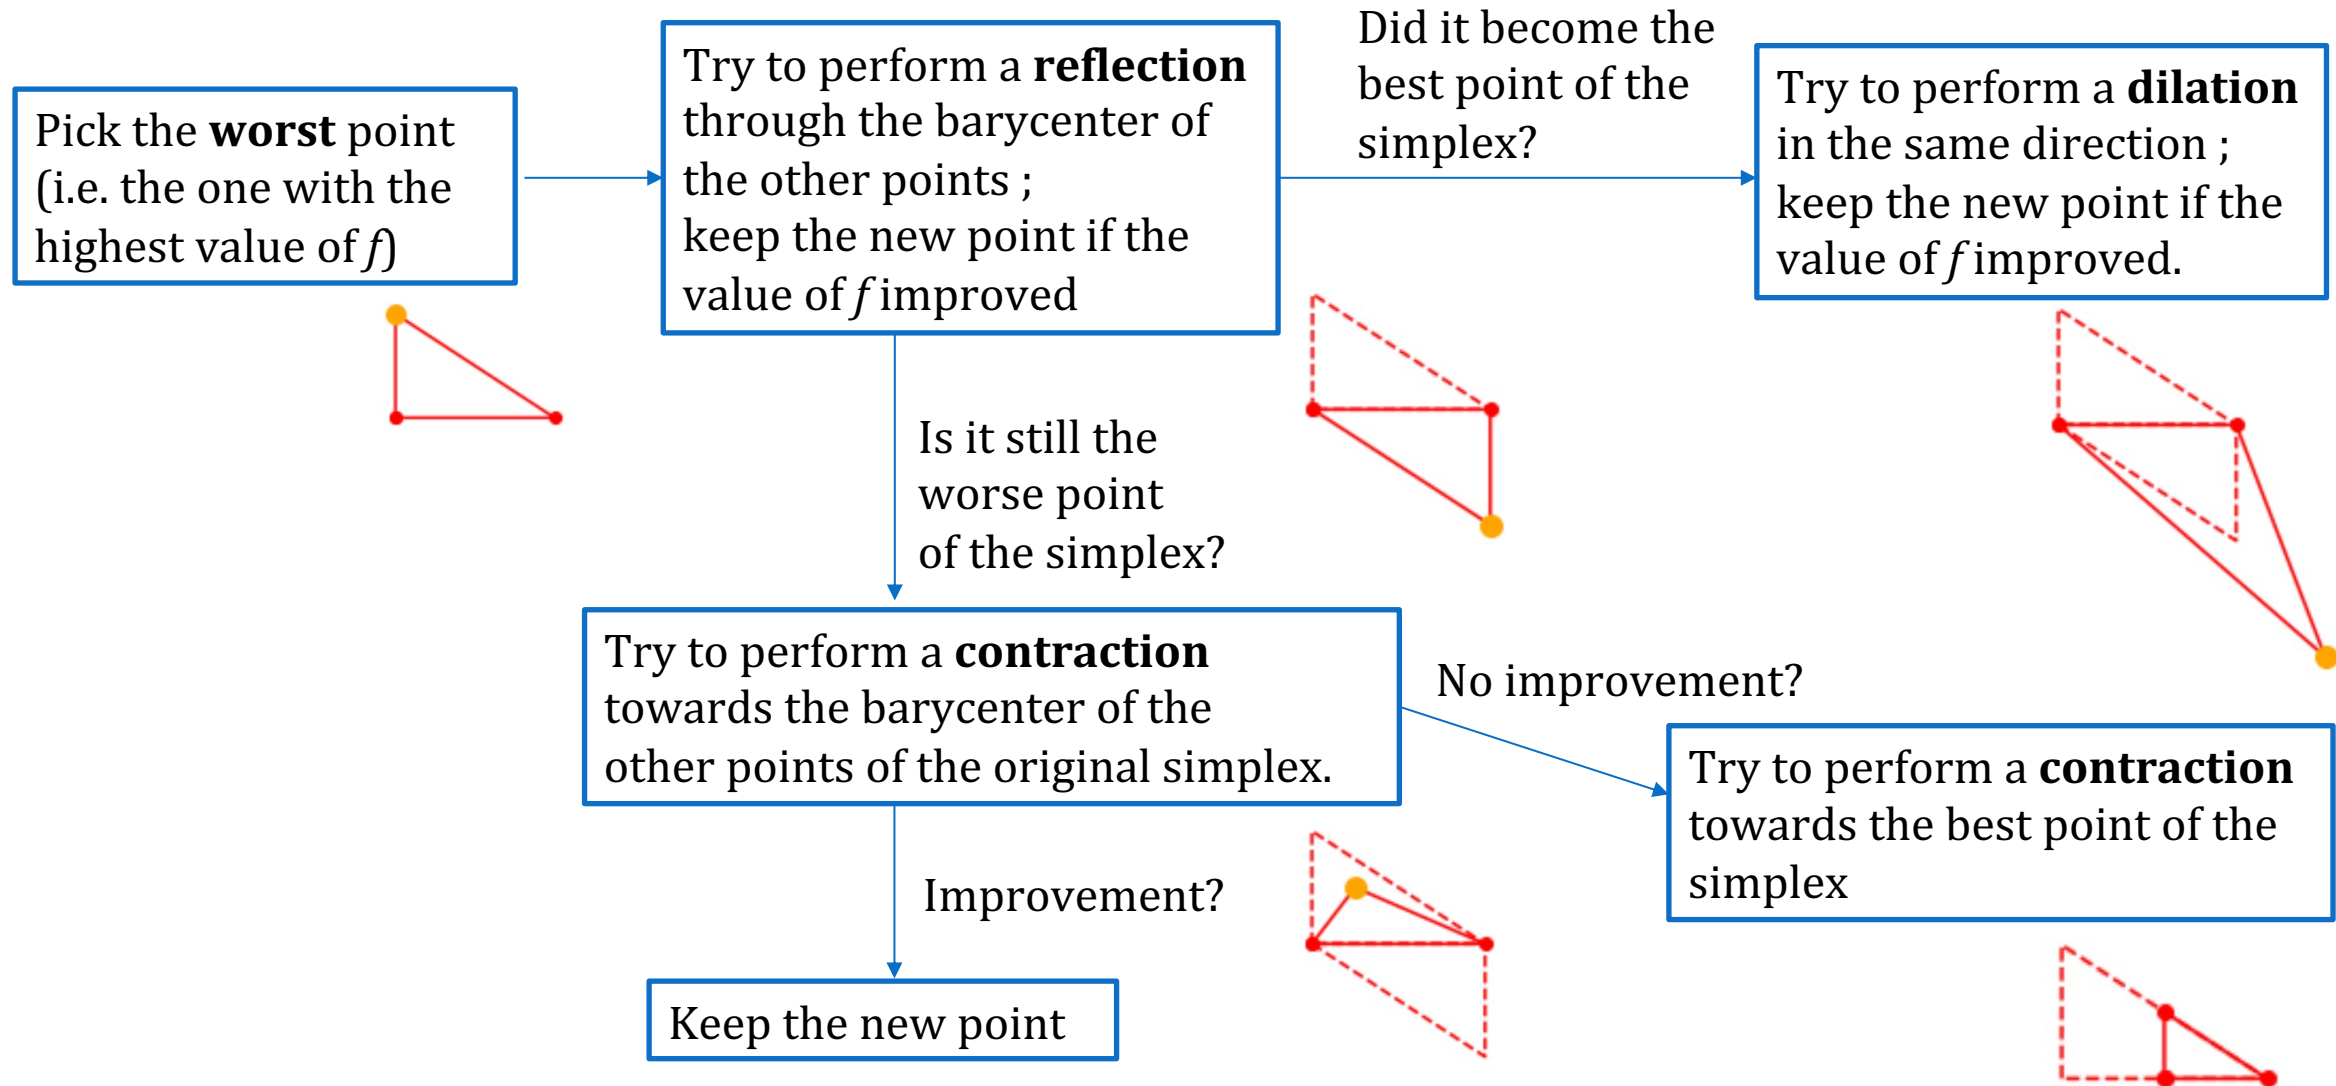 Pick the worst point
(i.e. the one with the
highest value of f)
Try to perform a reflection
through the barycenter of
the other points ;
keep the new point if the
value of f improved
Did it become the
best point of the
simplex?
Try to perform a dilation
in the same direction ;
keep the new point if the
value of f improved.
Is it still the
worse point
of the simplex?
Try to perform a contraction
towards the barycenter of the
other points of the original simplex.
No improvement?
Try to perform a contraction
towards the best point of the
simplex
Improvement?
Keep the new point